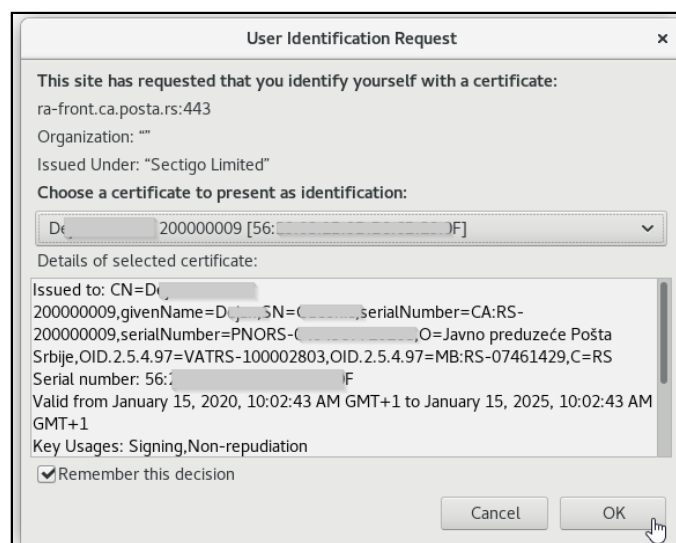 User Identification Request
This site has requested that you identify yourself with a certificate:
ra-front.ca.posta.rs:443
Organization: “”
Issued Under: “Sectigo Limited”
Choose a certificate to present as identification:
200000009 [56: F]
Details of selected certificate:
Issued to: CN=De
200000009,givenName=D SN= serialNumber=CA:RS-
200000009,serialNumber=PNORS- ,O=Javno preduzeće Pošta
Srbije,OID.2.5.4.97=VATRS-100002803,OID.2.5.4.97=MB:RS-07461429,C=RS
Serial number: 56: F
Valid from January 15, 2020, 10:02:43 AM GMT+1 to January 15, 2025, 10:02:43 AM
GMT+1
Key Usages: Signing,Non-repudiation
Remember this decision
Cancel OK